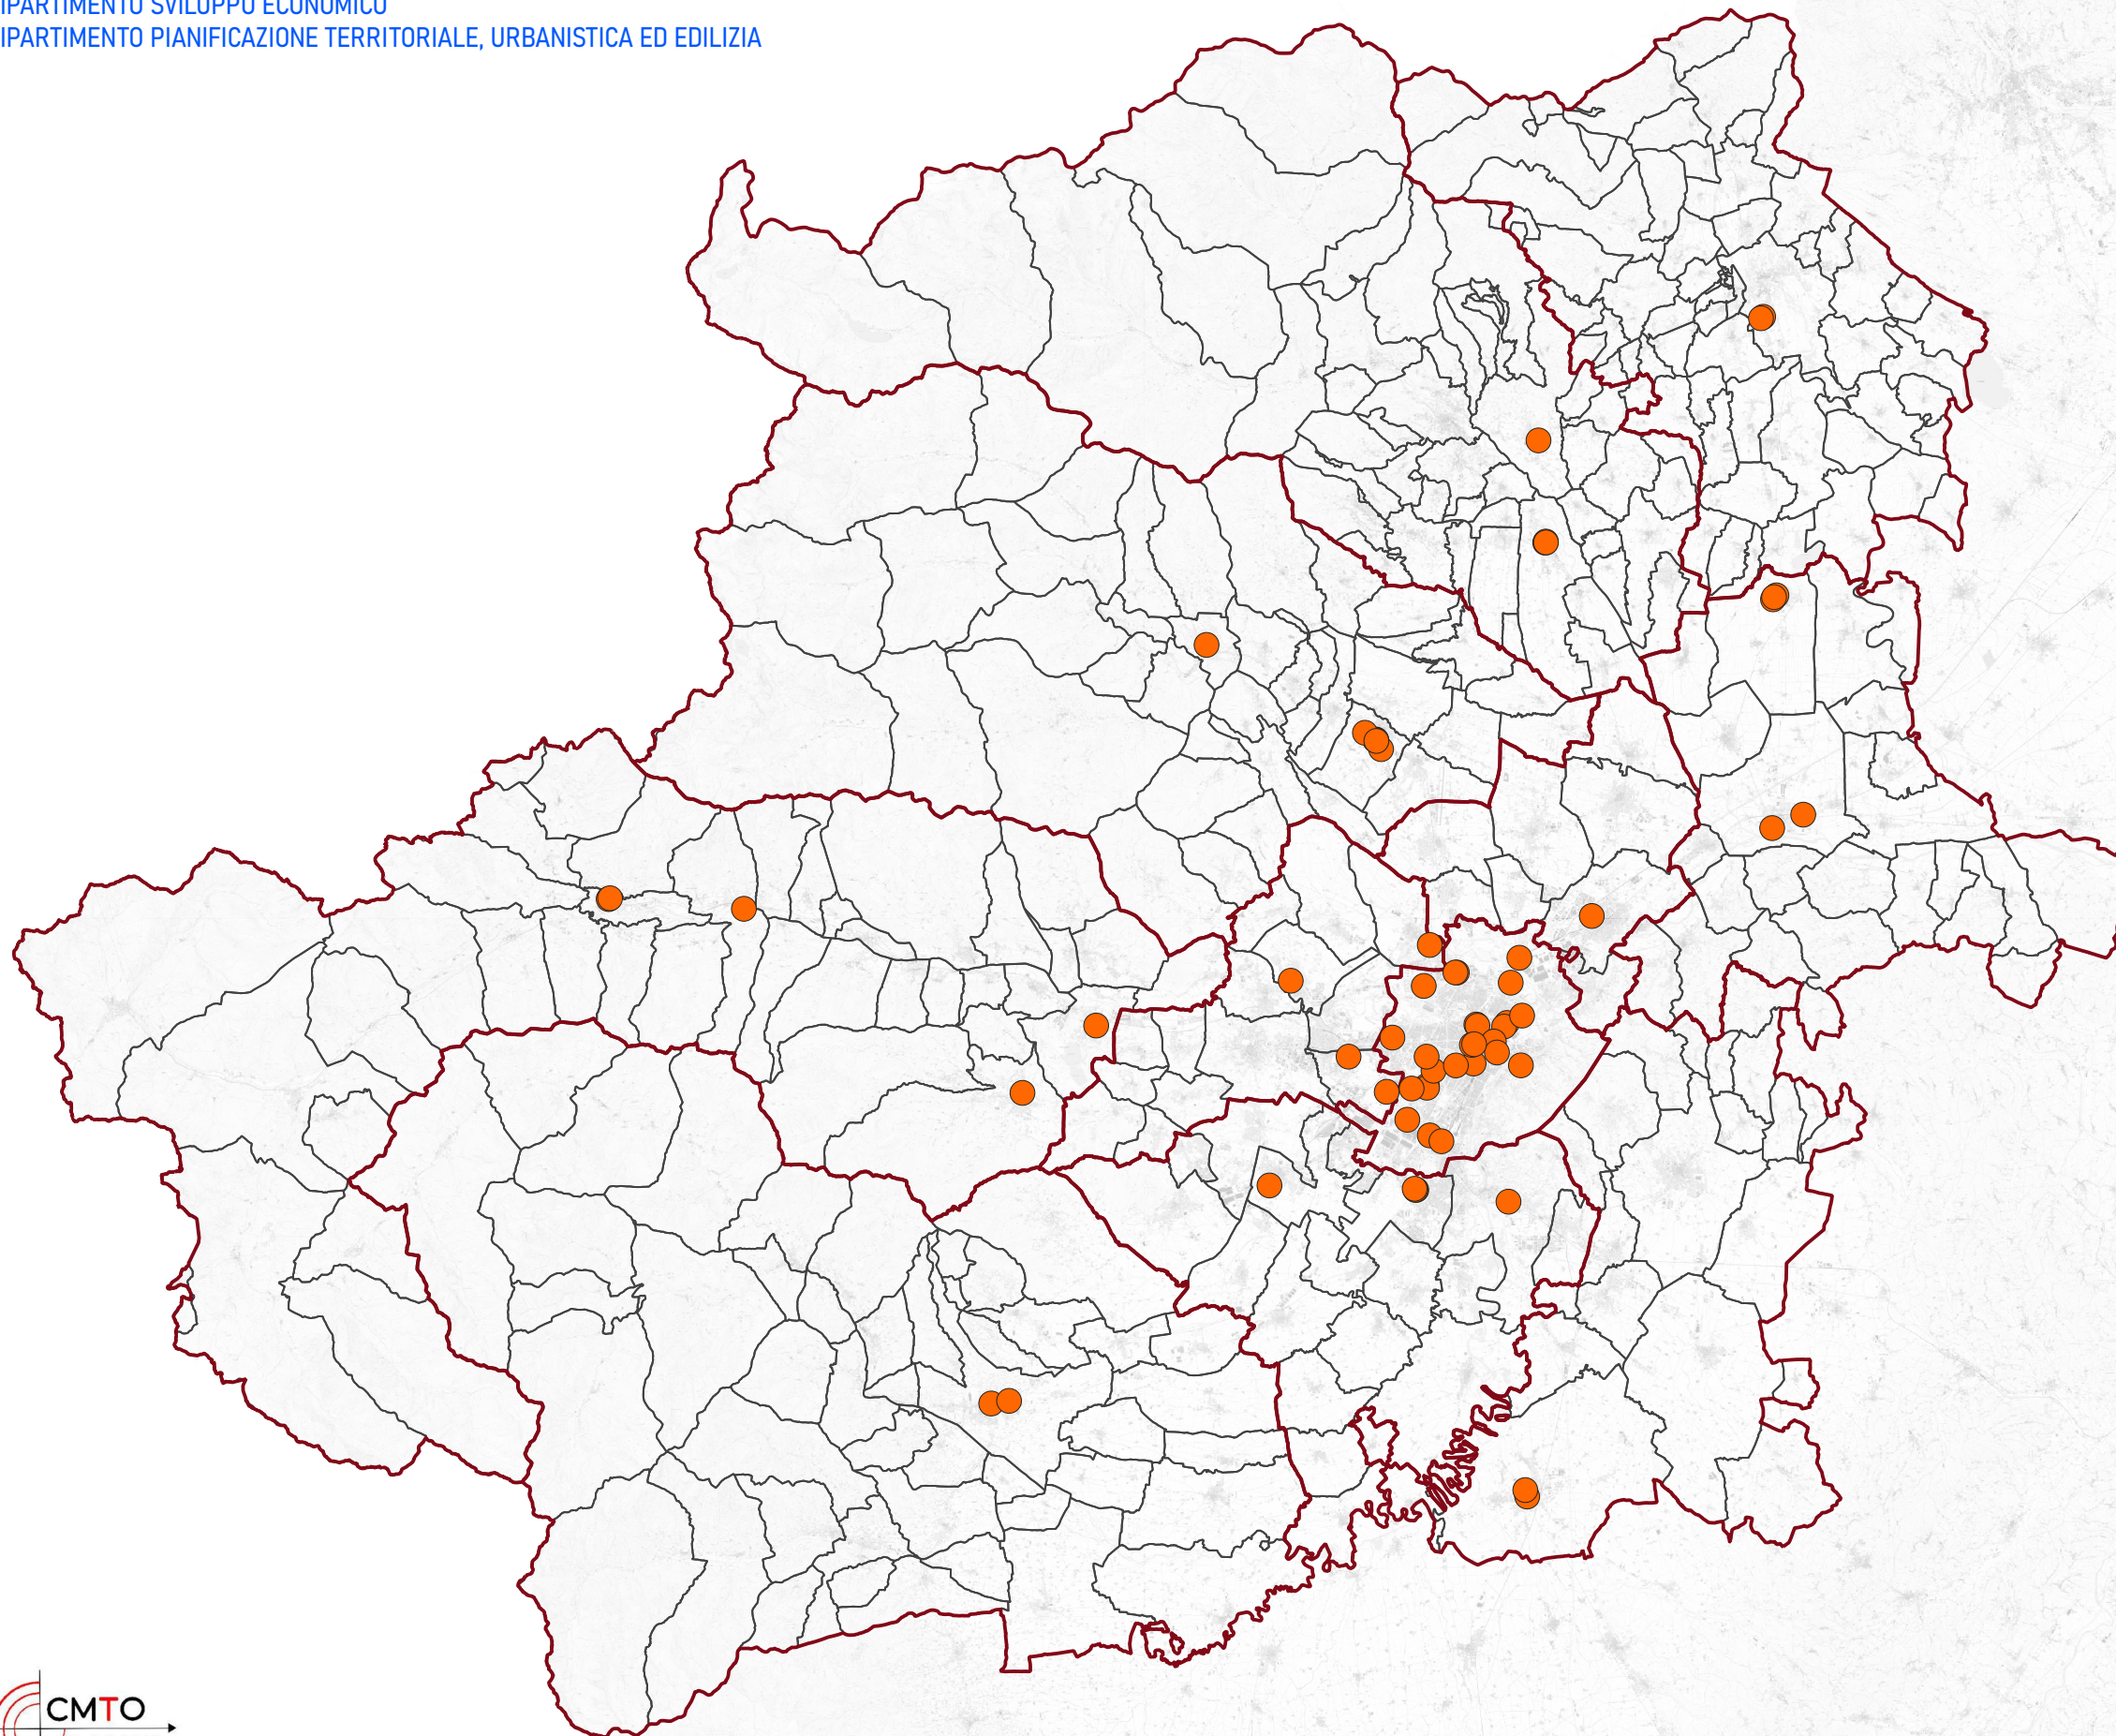 IPARTIMENTO SVILUPPO ECONOMICO
IPARTIMENTO PIANIFICAZIONE TERRITORIALE, URBANISTICA ED EDILIZIA
CMTO